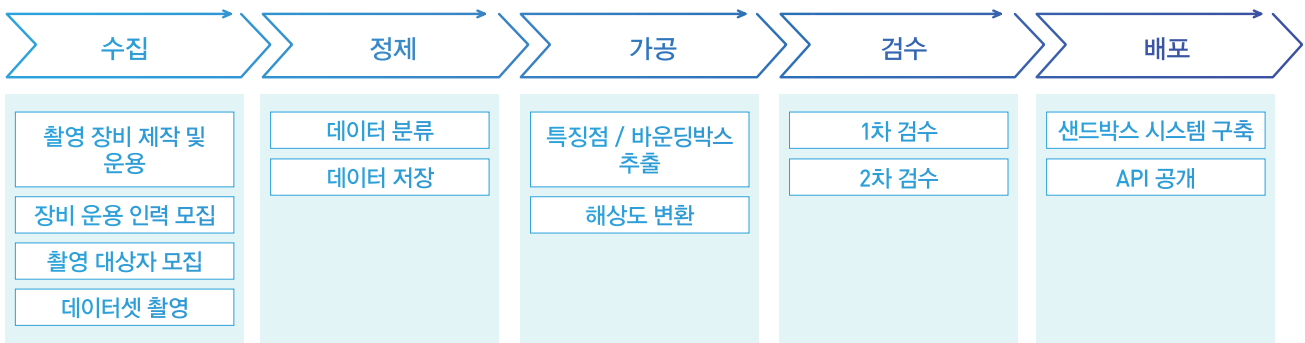 수집
정제
가공
검수
배포
촬영 장비 제작 및
운용
장비 운용 인력 모집
촬영 대상자 모집
데이터셋 촬영
데이터 분류
데이터 저장
특징점 / 바운딩박스
추출
해상도 변환
1차 검수
2차 검수
샌드박스 시스템 구축
API 공개